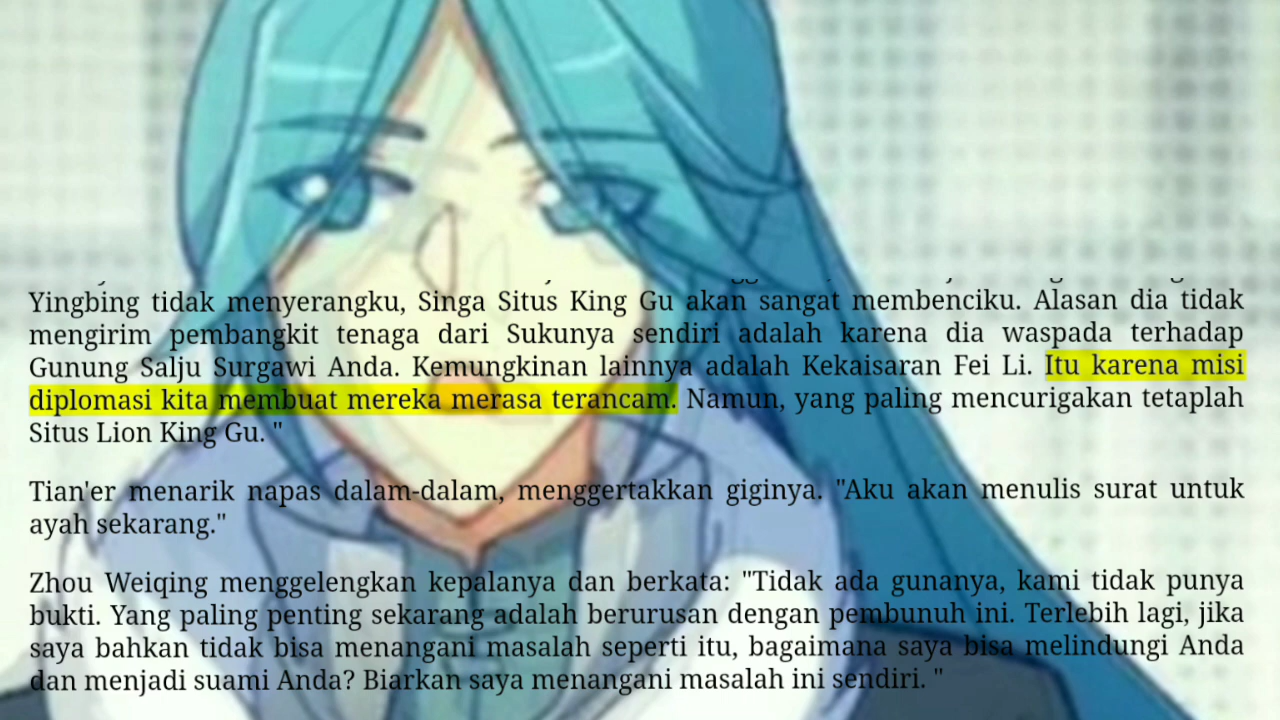 Yingbing tidak menyerangku, Singa Situs King Gu akan sangat membenciku. Alasan dia tidak
mengirim pembangkit tenaga dari Sukunya sendiri adalah karena dia waspada terhadap
Gunung Salju Surgawi Anda. Kemungkinan lainnya adalah Kekaisaran Fei Li. Itu karena misi
diplomasi kita membuat mereka merasa terancam. Namun, yang paling mencurigakan tetaplah
Situs Lion King Gu. "
Tian'er menarik napas dalam-dalam, menggertakkan giginya. "Aku akan menulis surat untuk
ayah sekarang."
Zhou Weiqing menggelengkan kepalanya dan berkata: "Tidak ada gunanya, kami tidak punya
bukti. Yang paling penting sekarang adalah berurusan dengan pembunuh ini. Terlebih lagi, jika
saya bahkan tidak bisa menangani masalah seperti itu, bagaimana saya bisa melindungi Anda
dan menjadi suami Anda? Biarkan saya menangani masalah ini sendiri. "